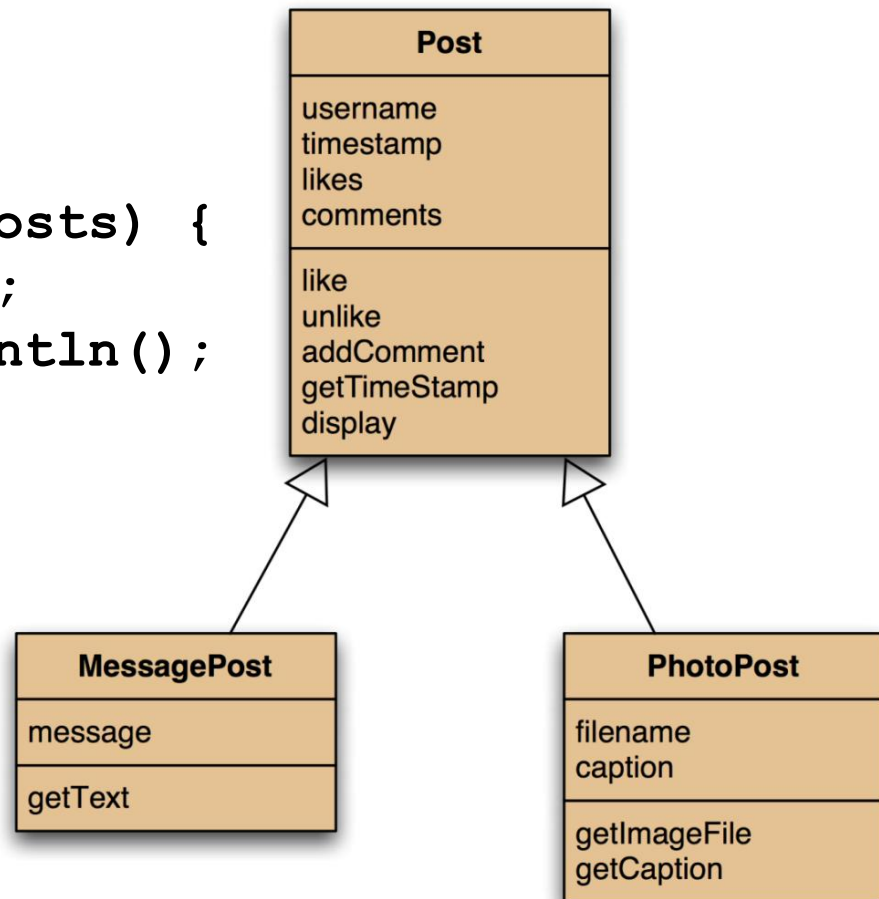 osts) {
;
ntln();
Post
username
timestamp
likes
comments
like
unlike
addComment
getTimeStamp
display
MessagePost
message
getText
PhotoPost
filename
caption
getImageFile
getCaption